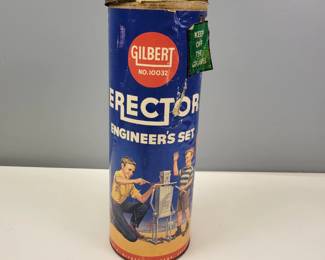 GILBERT
NO. 10032
ERECTOR
ENGINEER'S SET
KEEP
OFF THE